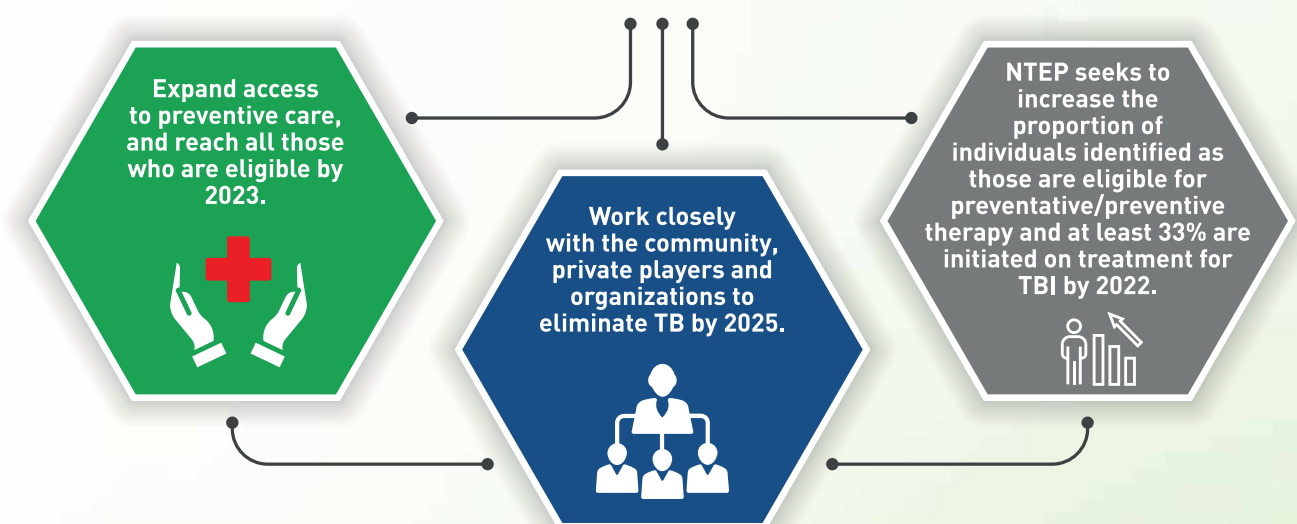 Expand access
to preventive care,
and reach all those
who are eligible by
2023.
Work closely
with the community,
private players and
organizations to
eliminate TB by 2025.
NTEP seeks to
increase the
proportion of
individuals identified as
those are eligible for
preventative/preventive
therapy and at least 33% are
initiated on treatment for
TBI by 2022.